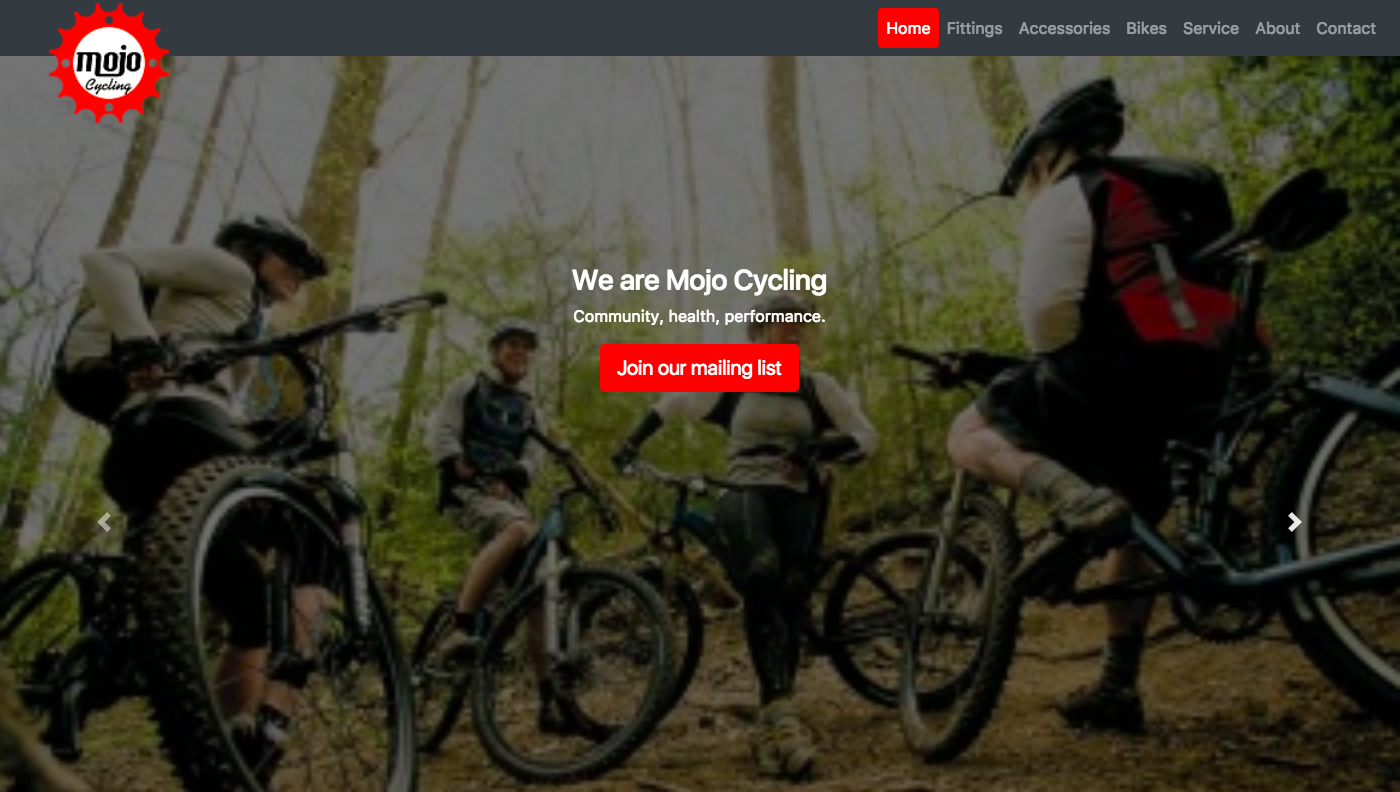 mojo
Cycling
Home Fittings Accessories Bikes Service About Contact
We are Mojo Cycling
Community, health, performance.
Join our mailing list